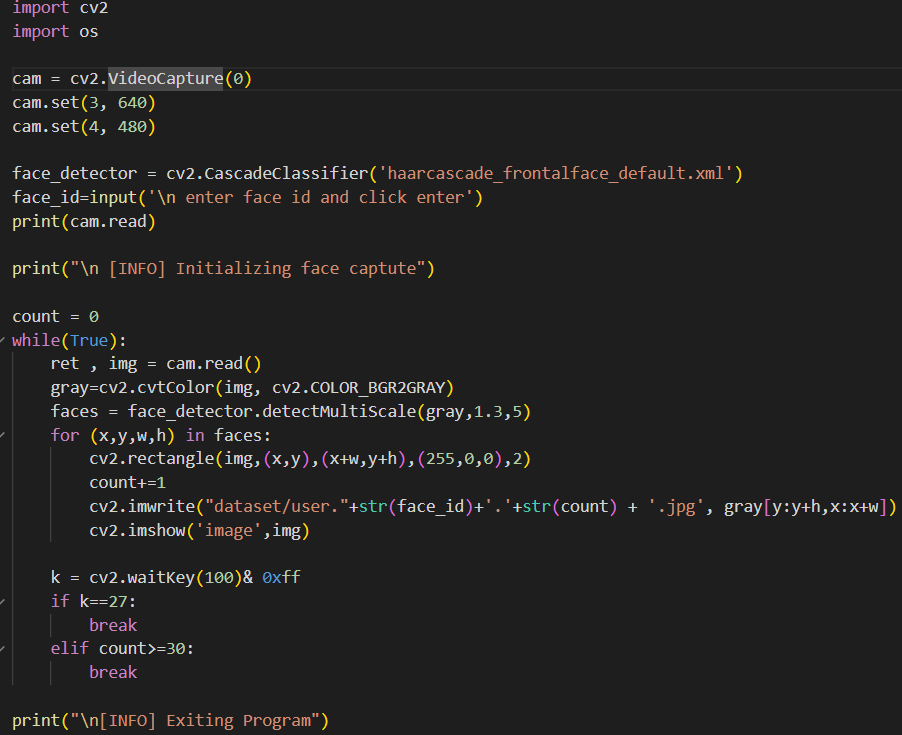 import cv2
import os
cam = cv2.VideoCapture(0)
cam.set(3, 640)
cam.set(4, 480)
face_detector = cv2.CascadeClassifier('haarcascade_frontalface_default.xml')
face_id=input('\n enter face id and click enter')
print(cam.read)
print("\n [INFO] Initializing face captute")
count = 0
while(True):
    ret , img = cam.read()
    gray=cv2.cvtColor(img, cv2.COLOR_BGR2GRAY)
    faces = face_detector.detectMultiScale(gray,1.3,5)
    for (x,y,w,h) in faces:
        cv2.rectangle(img,(x,y),(x+w,y+h),(255,0,0),2)
        count+=1
        cv2.imwrite("dataset/user."+str(face_id)+'.'+str(count) + '.jpg', gray[y:y+h,x:x+w])
        cv2.imshow('image',img)
    k = cv2.waitKey(100)& 0xff
    if k==27:
        break
    elif count>=30:
        break
print("\n[INFO] Exiting Program")